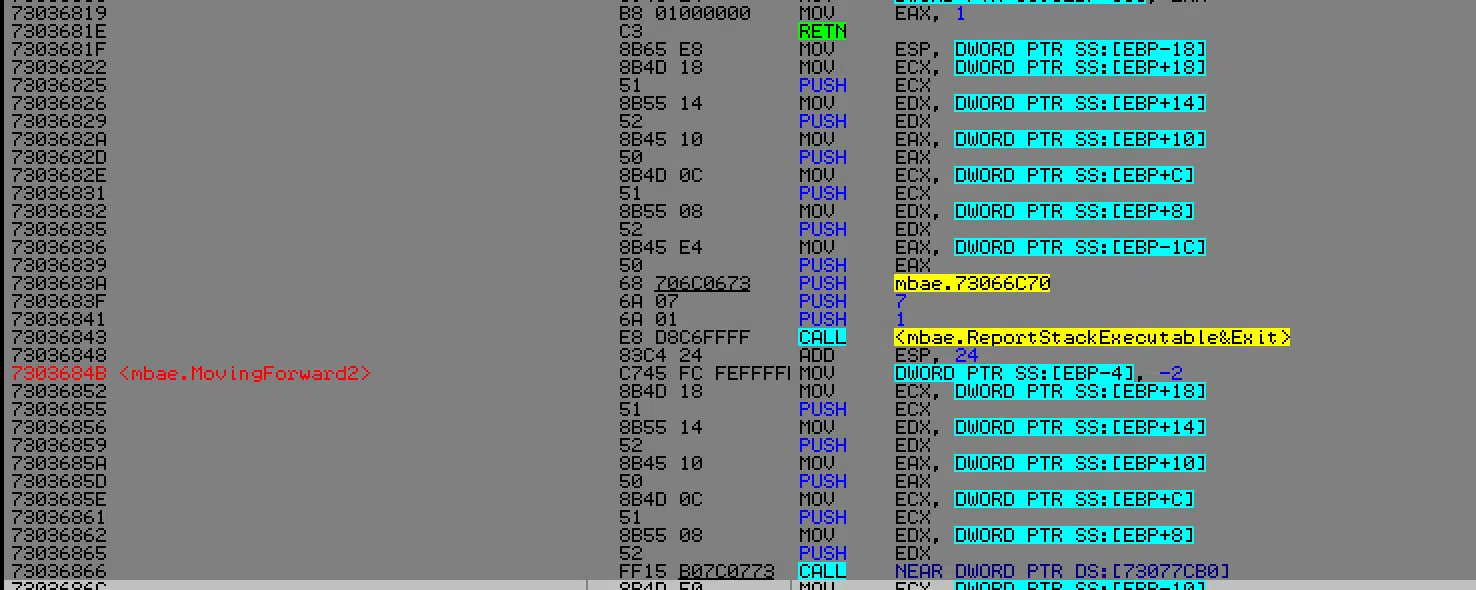 73036819 B8 01000000 MOV EAX, 1
7303681E C3 RETN
7303681F 8B65 E8 MOV ESP, DWORD PTR SS:[EBP-18]
73036822 8B4D 18 MOV ECX, DWORD PTR SS:[EBP+18]
73036825 51 PUSH ECX
73036826 8B55 14 MOV EDX, DWORD PTR SS:[EBP+14]
73036829 52 PUSH EDX
7303682A 8B45 10 MOV EAX, DWORD PTR SS:[EBP+10]
7303682D 50 PUSH EAX
7303682E 8B4D 0C MOV ECX, DWORD PTR SS:[EBP+C]
73036831 51 PUSH ECX
73036832 8B55 08 MOV EDX, DWORD PTR SS:[EBP+8]
73036835 52 PUSH EDX
73036836 8B45 E4 MOV EAX, DWORD PTR SS:[EBP-1C]
73036839 50 PUSH EAX
7303683A 68 706C0673 PUSH mbae.73066C70
7303683F 6A 07 PUSH 7
73036841 6A 01 PUSH 1
73036843 E8 D8C6FFFF CALL <mbae.ReportStackExecutable&Exit>
73036848 83C4 24 ADD ESP, 24
7303684B <mbae.MovingForward2> C745 FC FEFFFF MOV DWORD PTR SS:[EBP-4], -2
73036852 8B4D 18 MOV ECX, DWORD PTR SS:[EBP+18]
73036855 51 PUSH ECX
73036856 8B55 14 MOV EDX, DWORD PTR SS:[EBP+14]
73036859 52 PUSH EDX
7303685A 8B45 10 MOV EAX, DWORD PTR SS:[EBP+10]
7303685D 50 PUSH EAX
7303685E 8B4D 0C MOV ECX, DWORD PTR SS:[EBP+C]
73036861 51 PUSH ECX
73036862 8B55 08 MOV EDX, DWORD PTR SS:[EBP+8]
73036865 52 PUSH EDX
73036866 FF15 B07C0773 CALL NEAR DWORD PTR DS:[73077CB0]